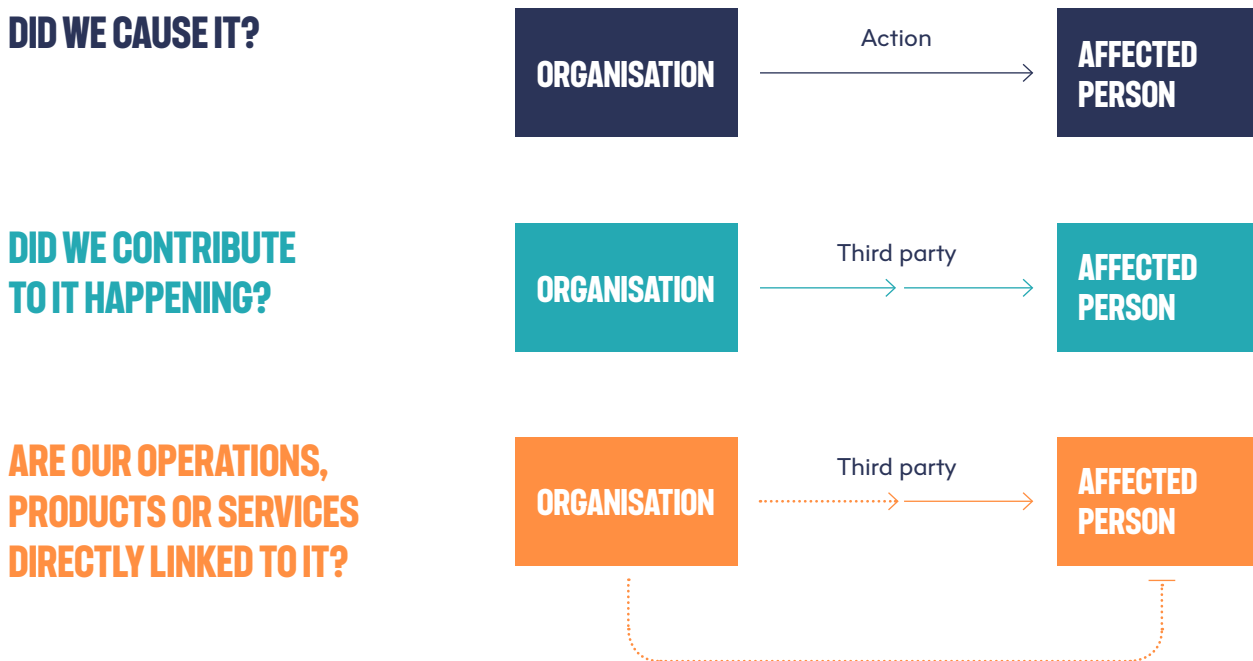 DID WE CAUSE IT?
ORGANISATION
Action
AFFECTED
PERSON
DID WE CONTRIBUTE
TO IT HAPPENING?
ORGANISATION
Third party
AFFECTED
PERSON
ARE OUR OPERATIONS,
PRODUCTS OR SERVICES
DIRECTLY LINKED TO IT?
ORGANISATION
Third party
AFFECTED
PERSON